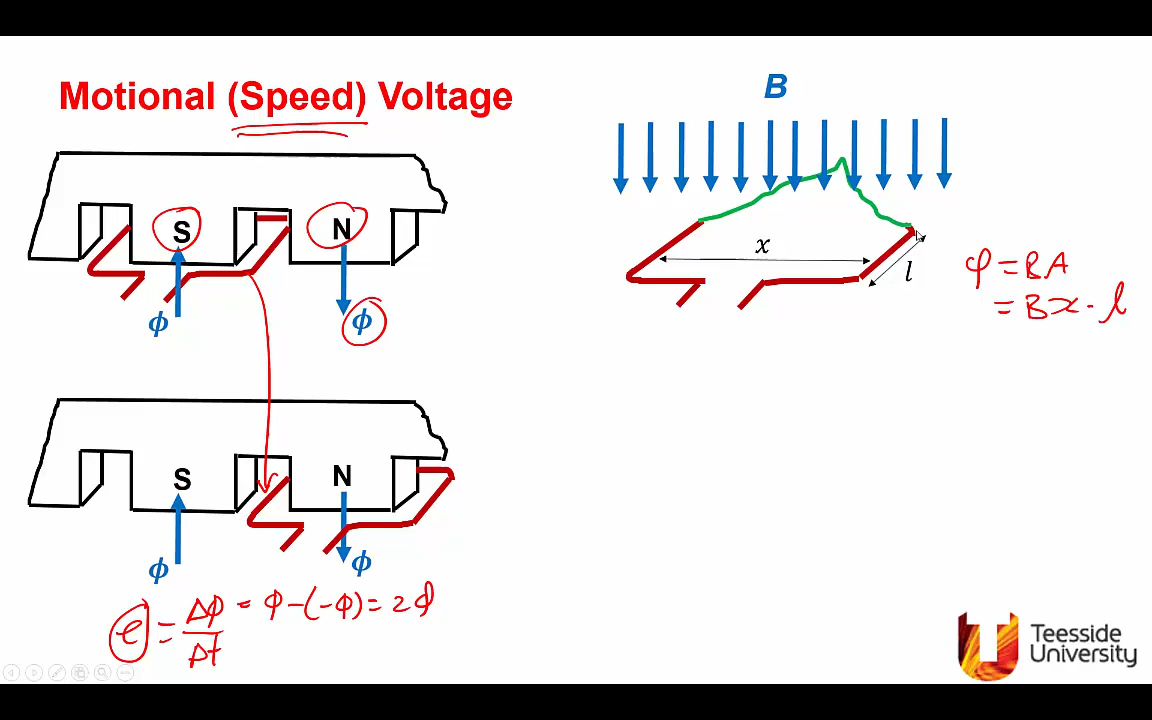 Motional (Speed) Voltage
S
N
ϕ
ϕ
S
N
ϕ
ϕ
e = Δϕ/Δt = ϕ-(-ϕ) = 2ϕ
B
x
l
φ = BA
= Bx · l
Teesside
University